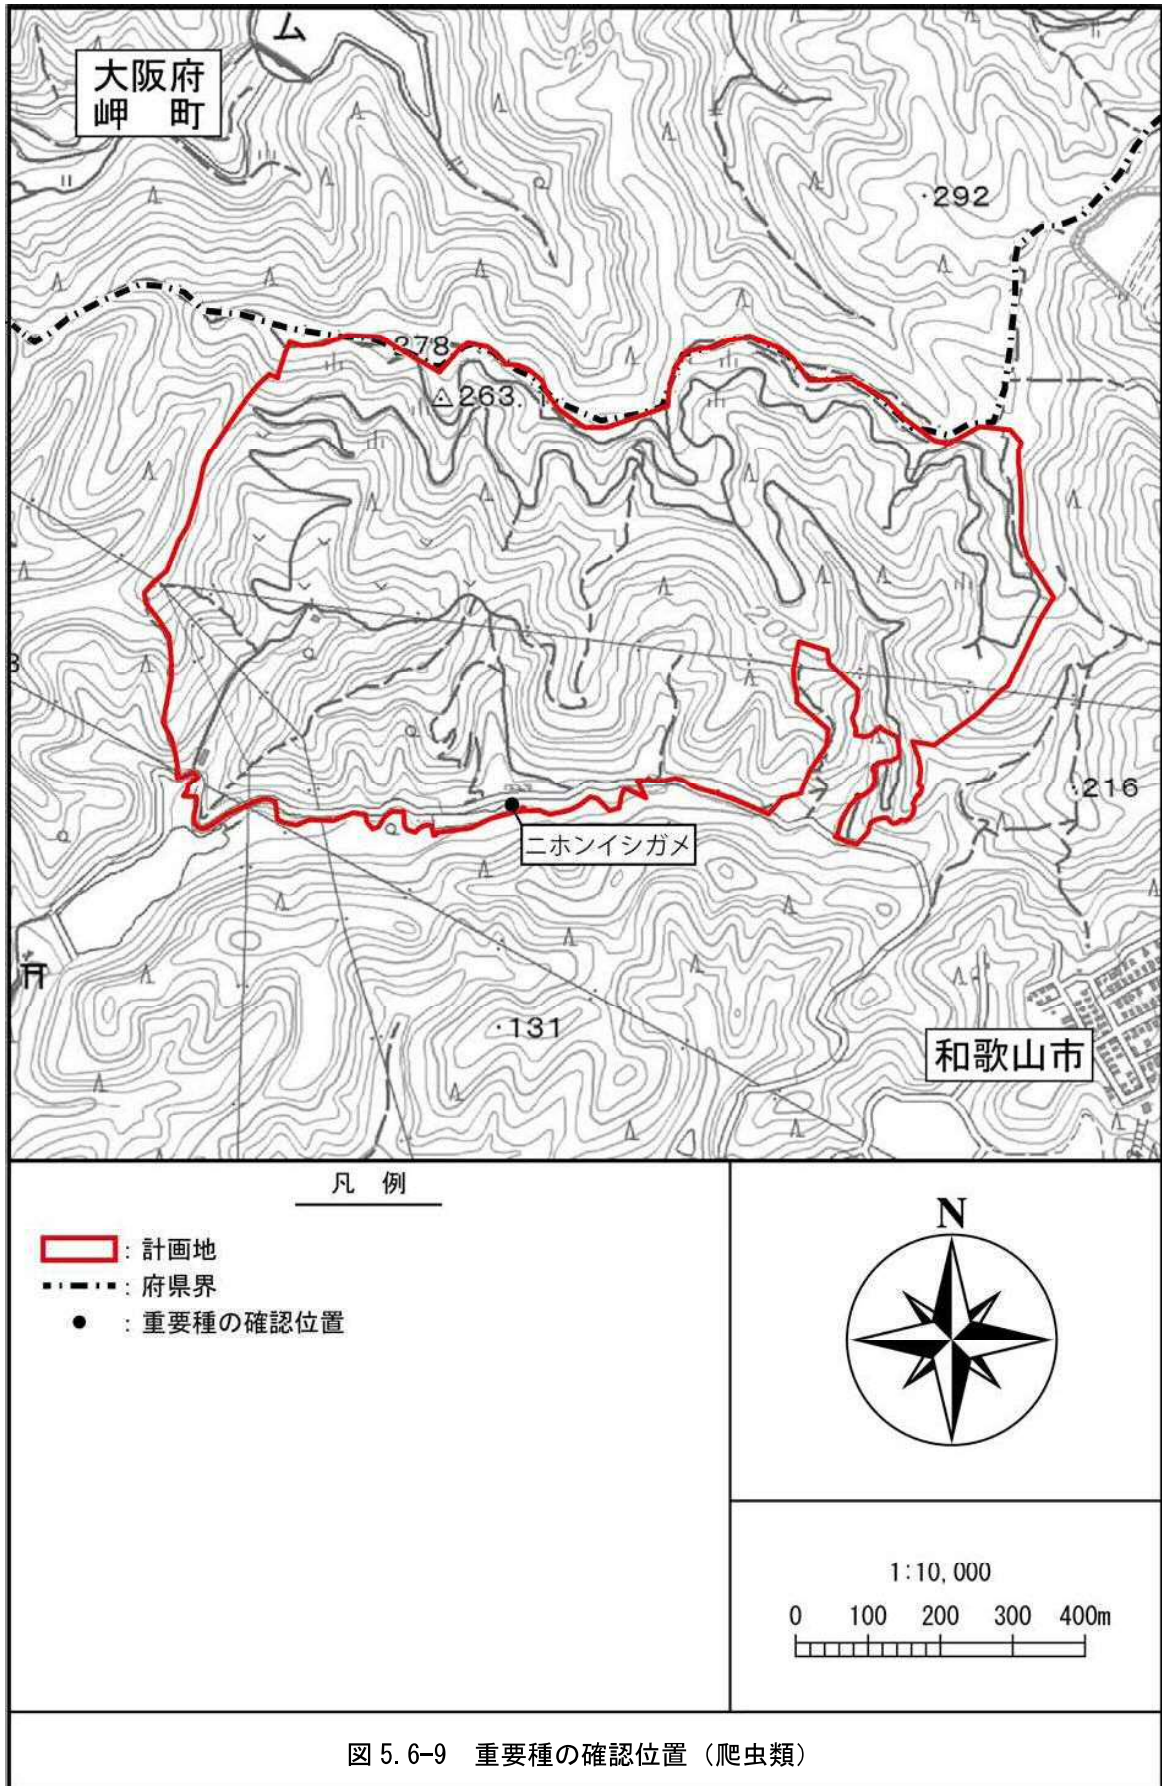 ム
大阪府
岬 町
250
292
278
263.
200
3
216
ニホンイシガメ
131
和歌山市
凡 例
: 計画地
: 府県界
: 重要種の確認位置
N
1:10,000
0 100 200 300 400m
図 5.6-9 重要種の確認位置（爬虫類）